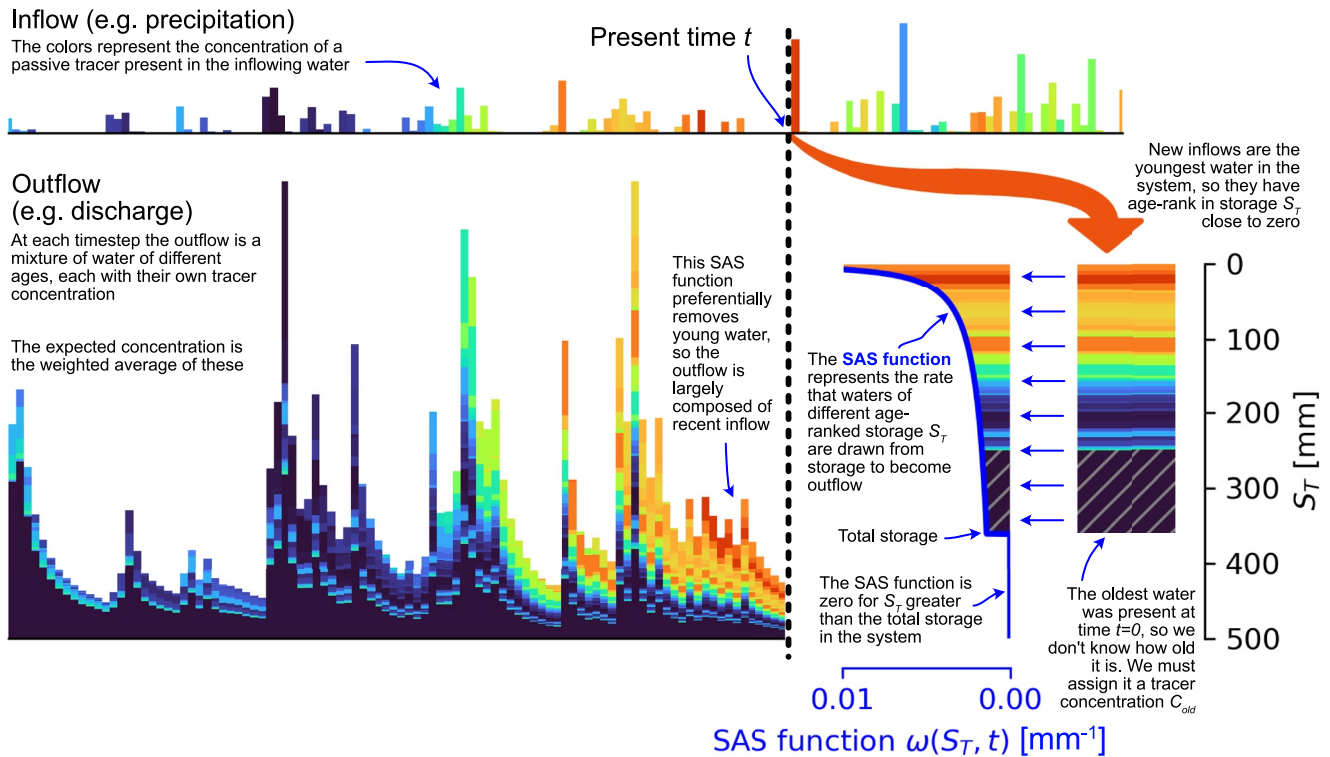 Inflow (e.g. precipitation)
The colors represent the concentration of a
passive tracer present in the inflowing water
Present time t
New inflows are the
youngest water in the
system, so they have
age-rank in storage S_T
close to zero
Outflow
(e.g. discharge)
At each timestep the outflow is a
mixture of water of different
ages, each with their own tracer
concentration
The expected concentration is
the weighted average of these
This SAS
function
preferentially
removes
young water,
so the
outflow is
largely
composed of
recent inflow
The SAS function
represents the rate
that waters of
different age-
ranked storage S_T
are drawn from
storage to become
outflow
Total storage
The SAS function is
zero for S_T greater
than the total storage
in the system
The oldest water
was present at
time t=0, so we
don't know how old
it is. We must
assign it a tracer
concentration C_old
0
100
200
300
400
500
S_T [mm]
0.01
0.00
SAS function ω(S_T, t) [mm⁻¹]